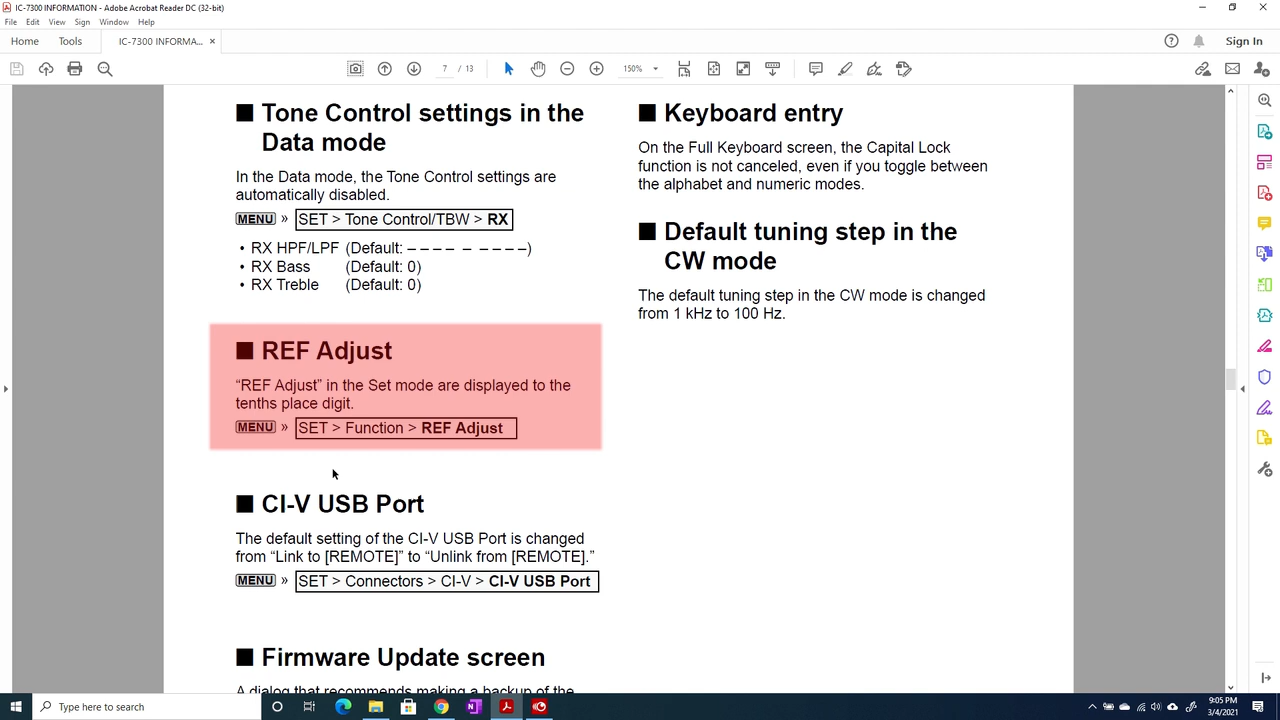 IC-7300 INFORMATION - Adobe Acrobat Reader DC (32-bit)
File Edit View Sign Window Help
Home Tools IC-7300 INFORMA... × Sign In
7 / 13 150%
■ Tone Control settings in the
Data mode
In the Data mode, the Tone Control settings are
automatically disabled.
MENU » SET > Tone Control/TBW > RX
• RX HPF/LPF (Default: – – – – – – – – –)
• RX Bass (Default: 0)
• RX Treble (Default: 0)
■ REF Adjust
“REF Adjust” in the Set mode are displayed to the
tenths place digit.
MENU » SET > Function > REF Adjust
■ CI-V USB Port
The default setting of the CI-V USB Port is changed
from “Link to [REMOTE]” to “Unlink from [REMOTE].”
MENU » SET > Connectors > CI-V > CI-V USB Port
■ Firmware Update screen
A dialog that recommends making a backup of the
■ Keyboard entry
On the Full Keyboard screen, the Capital Lock
function is not canceled, even if you toggle between
the alphabet and numeric modes.
■ Default tuning step in the
CW mode
The default tuning step in the CW mode is changed
from 1 kHz to 100 Hz.
Type here to search
9:05 PM
3/4/2021